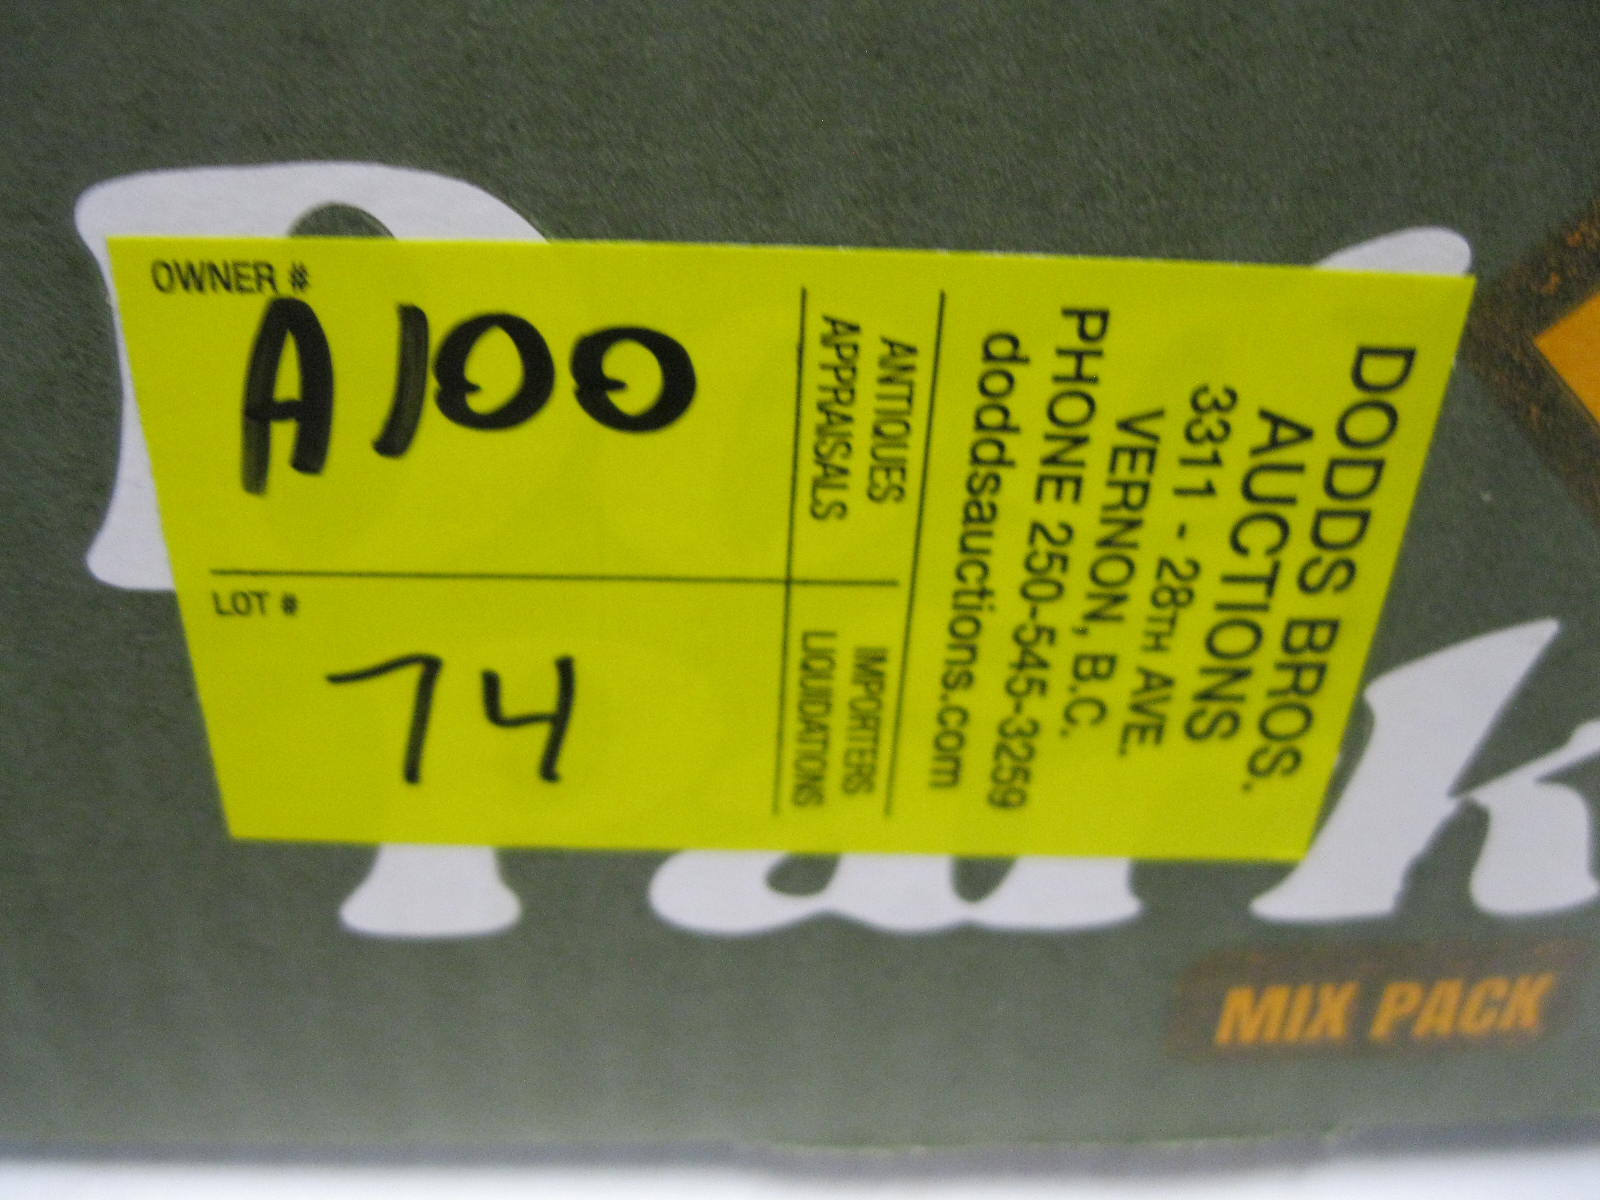 OWNER #
A100
LOT #
74
ANTIQUES
APPRAISALS
IMPORTERS
LIQUIDATIONS
DODDS BROS.
AUCTIONS
3311 - 28TH AVE.
VERNON, B.C.
PHONE 250-545-3259
doddsauctions.com
MIX PACK